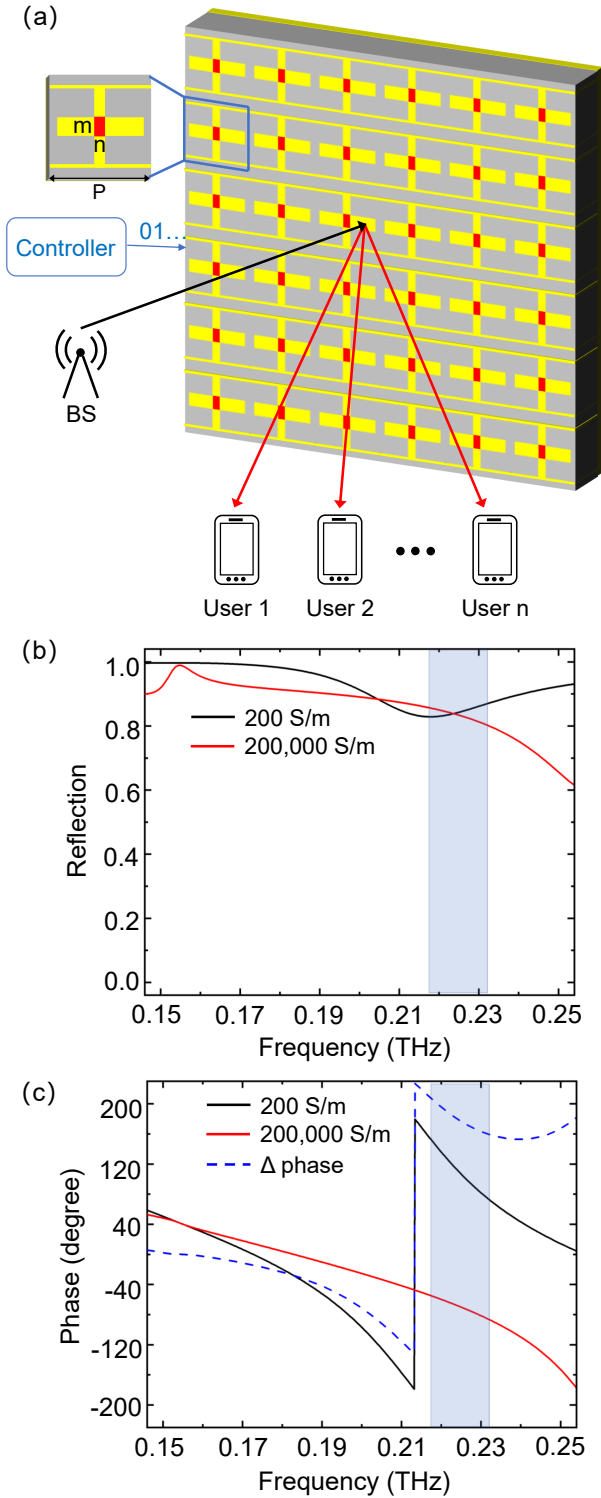 (a)
m
n
P
Controller
01...
BS
User 1
User 2
User n
(b)
1.0
0.8
0.6
0.4
0.2
0.0
Reflection
200 S/m
200,000 S/m
0.15 0.17 0.19 0.21 0.23 0.25
Frequency (THz)
(c)
200
120
40
-40
-120
-200
Phase (degree)
200 S/m
200,000 S/m
Δ phase
0.15 0.17 0.19 0.21 0.23 0.25
Frequency (THz)